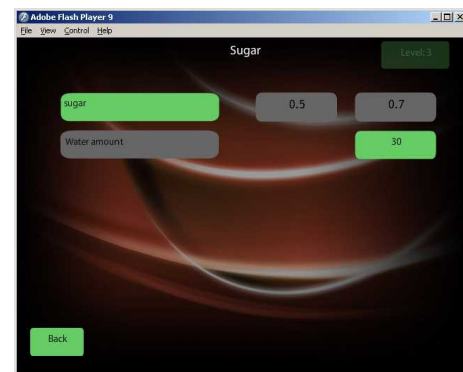 Adobe Flash Player 9
File View Control Help
Sugar
Level: 3
sugar 0.5 0.7
Water amount 30
Back